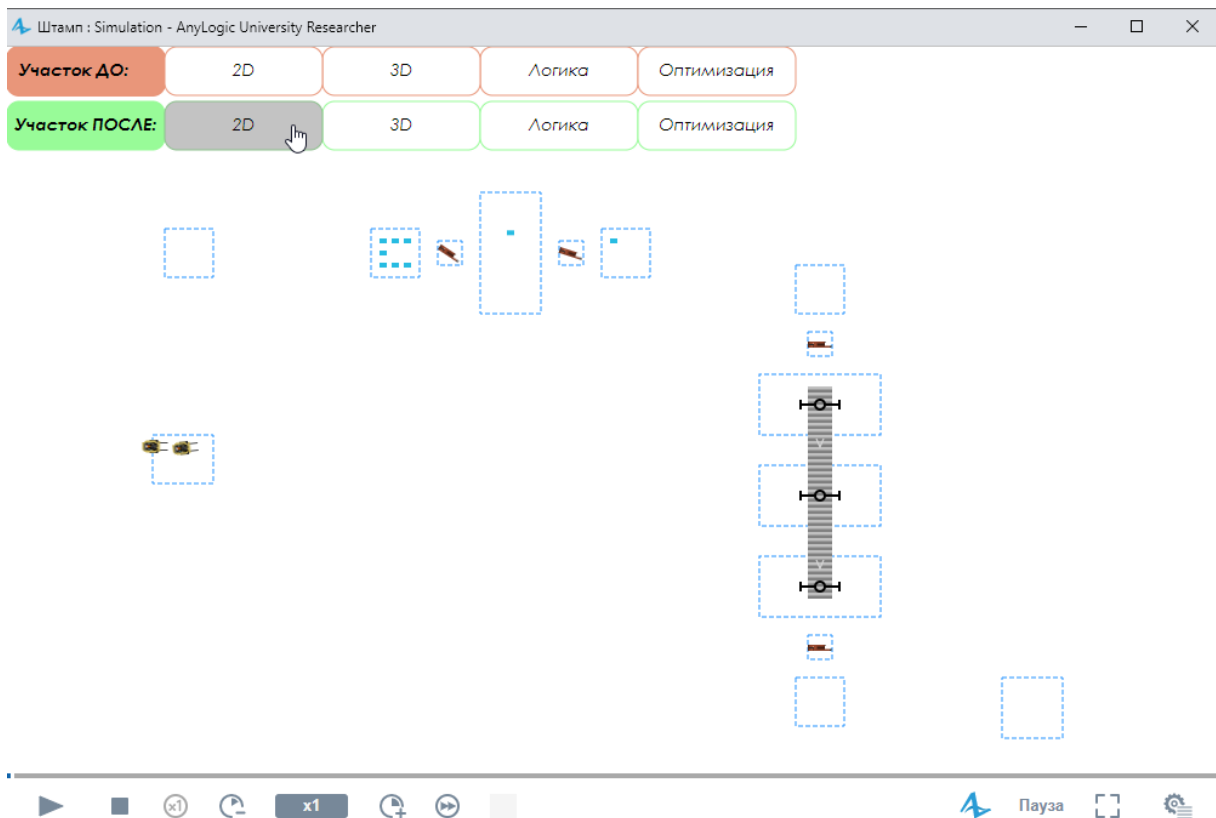 Штамп : Simulation - AnyLogic University Researcher
Участок ДО: 2D 3D Логика Оптимизация
Участок ПОСЛЕ: 2D 3D Логика Оптимизация
x1 x1 Пауза